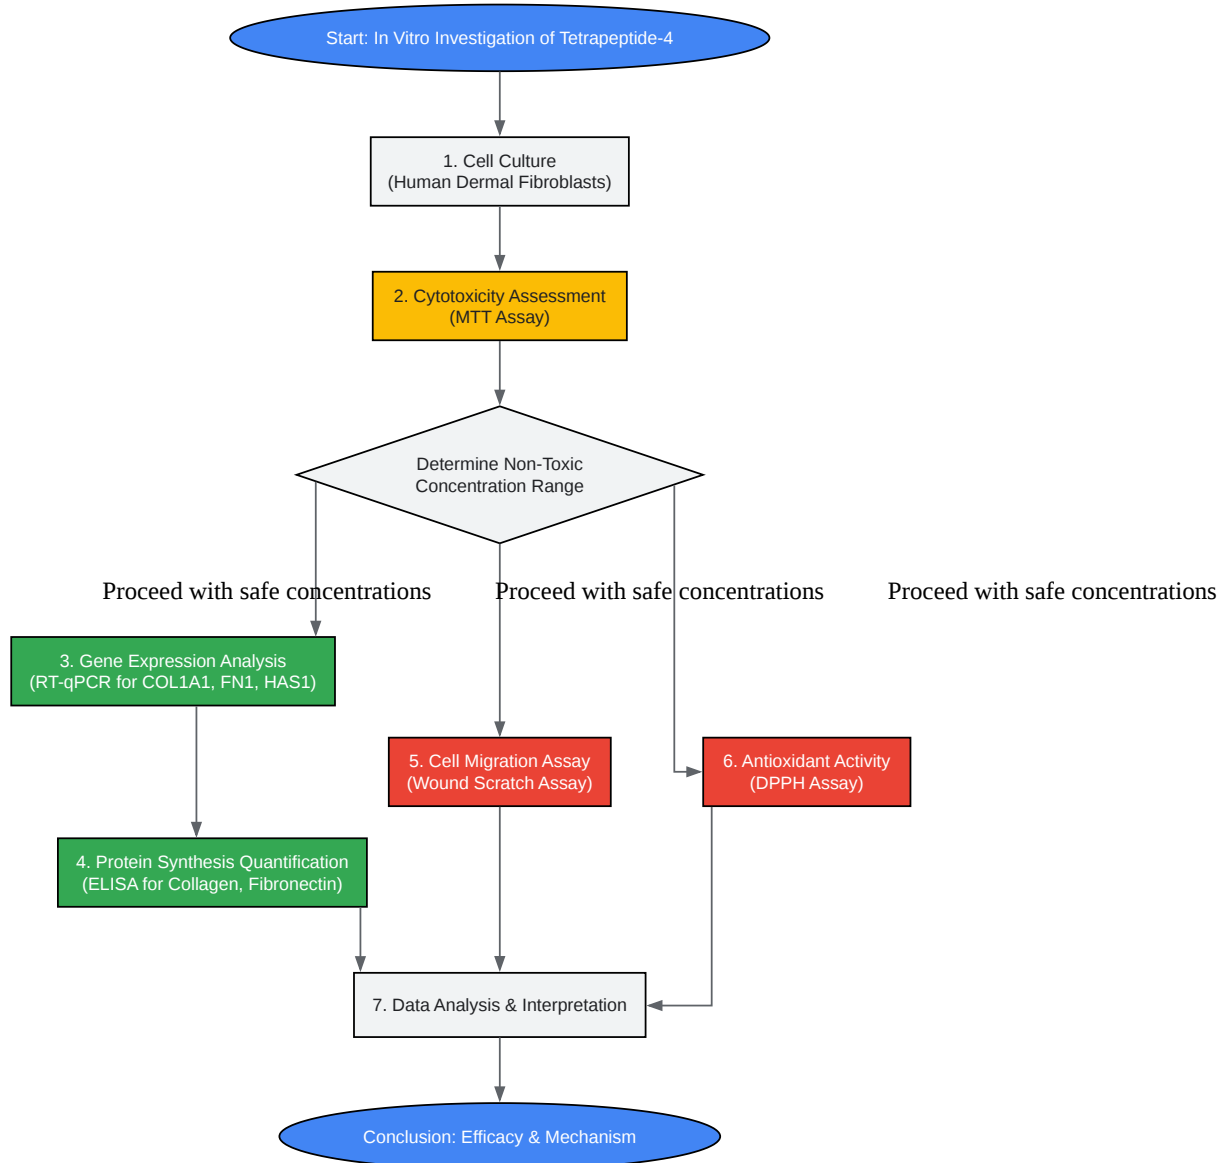 Start: In Vitro Investigation of Tetrapeptide-4
1. Cell Culture
(Human Dermal Fibroblasts)
2. Cytotoxicity Assessment
(MTT Assay)
Determine Non-Toxic
Concentration Range
Proceed with safe concentrations
Proceed with safe concentrations
Proceed with safe concentrations
3. Gene Expression Analysis
(RT-qPCR for COL1A1, FN1, HAS1)
5. Cell Migration Assay
(Wound Scratch Assay)
6. Antioxidant Activity
(DPPH Assay)
4. Protein Synthesis Quantification
(ELISA for Collagen, Fibronectin)
7. Data Analysis & Interpretation
Conclusion: Efficacy & Mechanism